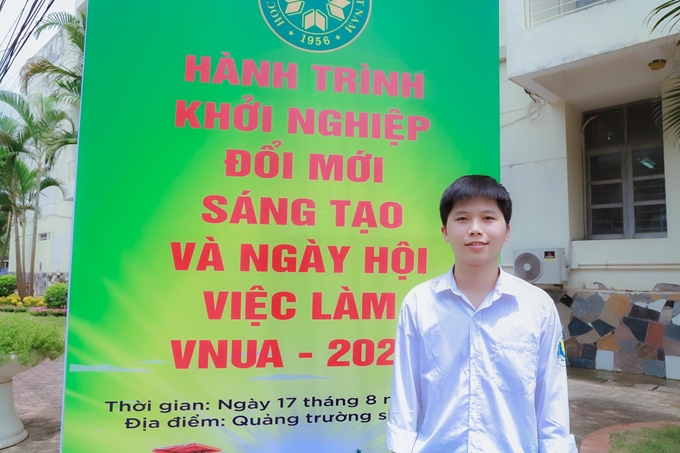 1956
HÀNH TRÌNH
KHỞI NGHIỆP
ĐỔI MỚI
SÁNG TẠO
VÀ NGÀY HỘI
VIỆC LÀM
VNUA - 202
Thời gian: Ngày 17 tháng 8
Địa điểm: Quảng trường